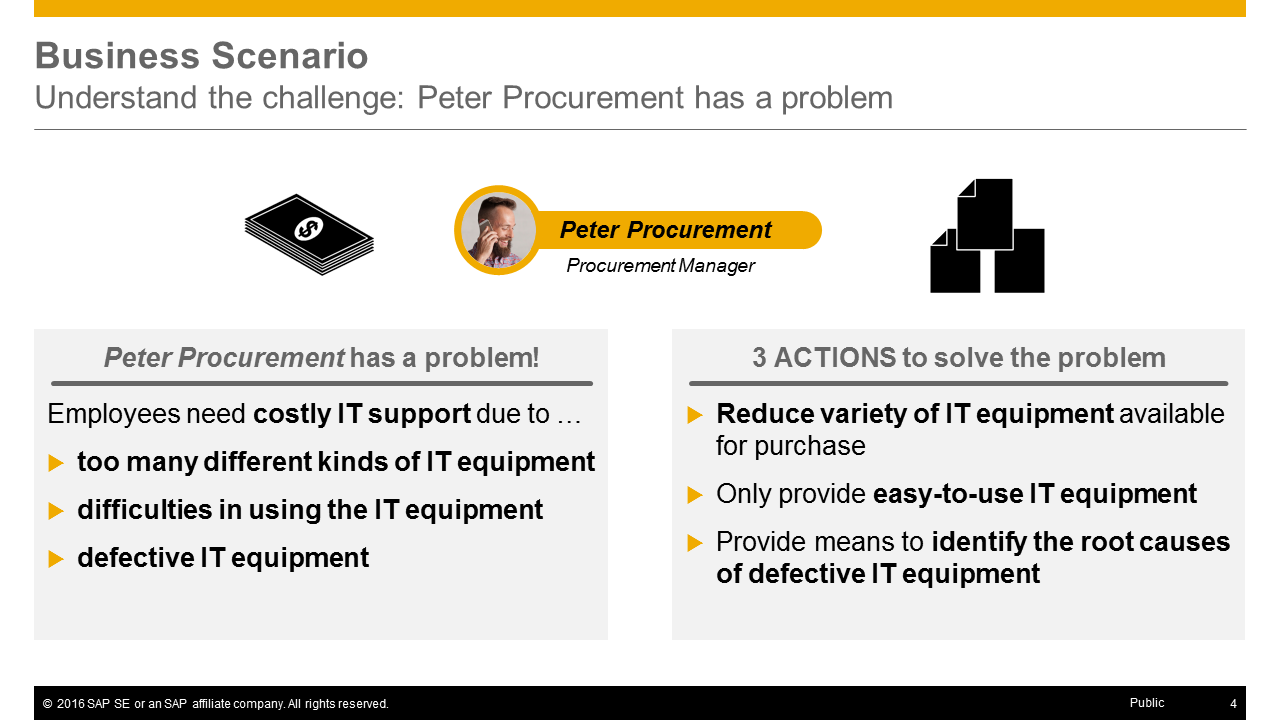 Business Scenario
Understand the challenge: Peter Procurement has a problem
$
Peter Procurement
Procurement Manager
Peter Procurement has a problem!
Employees need costly IT support due to …
too many different kinds of IT equipment
difficulties in using the IT equipment
defective IT equipment
3 ACTIONS to solve the problem
Reduce variety of IT equipment available
for purchase
Only provide easy-to-use IT equipment
Provide means to identify the root causes
of defective IT equipment
© 2016 SAP SE or an SAP affiliate company. All rights reserved.
Public
4